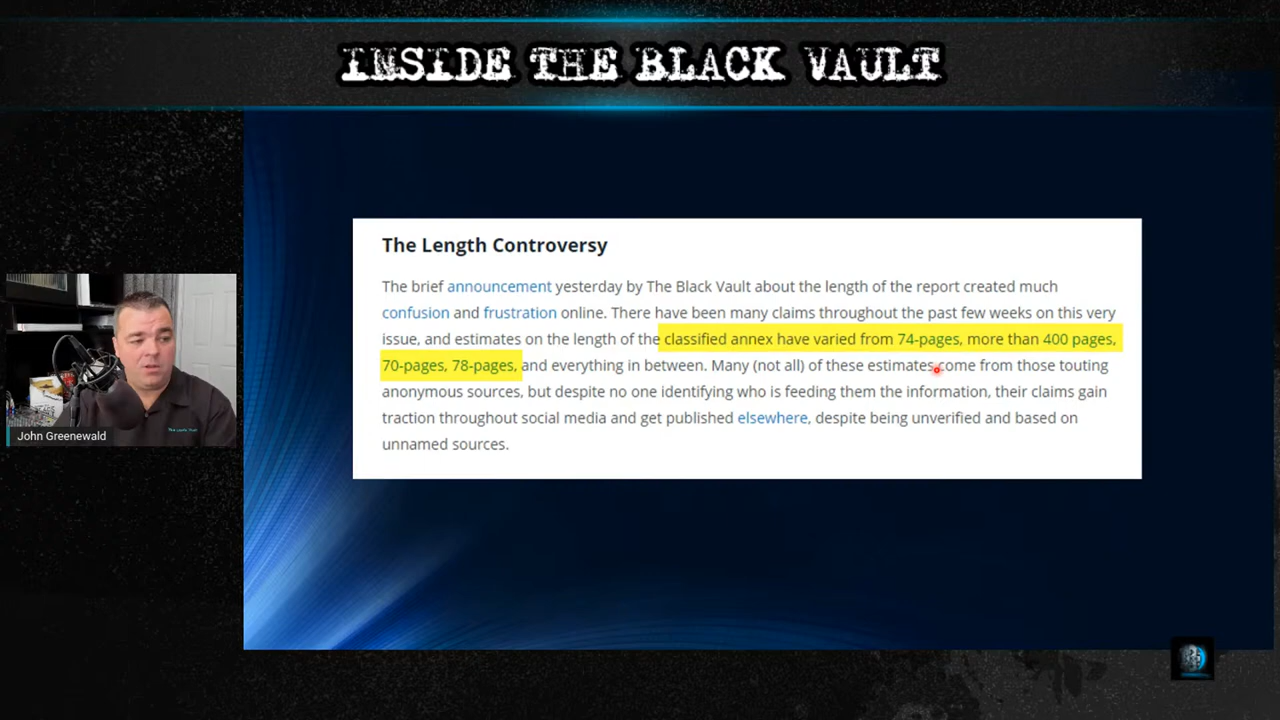 INSIDE THE BLACK VAULT
The Length Controversy
The brief announcement yesterday by The Black Vault about the length of the report created much
confusion and frustration online. There have been many claims throughout the past few weeks on this very
issue, and estimates on the length of the classified annex have varied from 74-pages, more than 400 pages,
70-pages, 78-pages, and everything in between. Many (not all) of these estimates come from those touting
anonymous sources, but despite no one identifying who is feeding them the information, their claims gain
traction throughout social media and get published elsewhere, despite being unverified and based on
unnamed sources.
John Greenewald